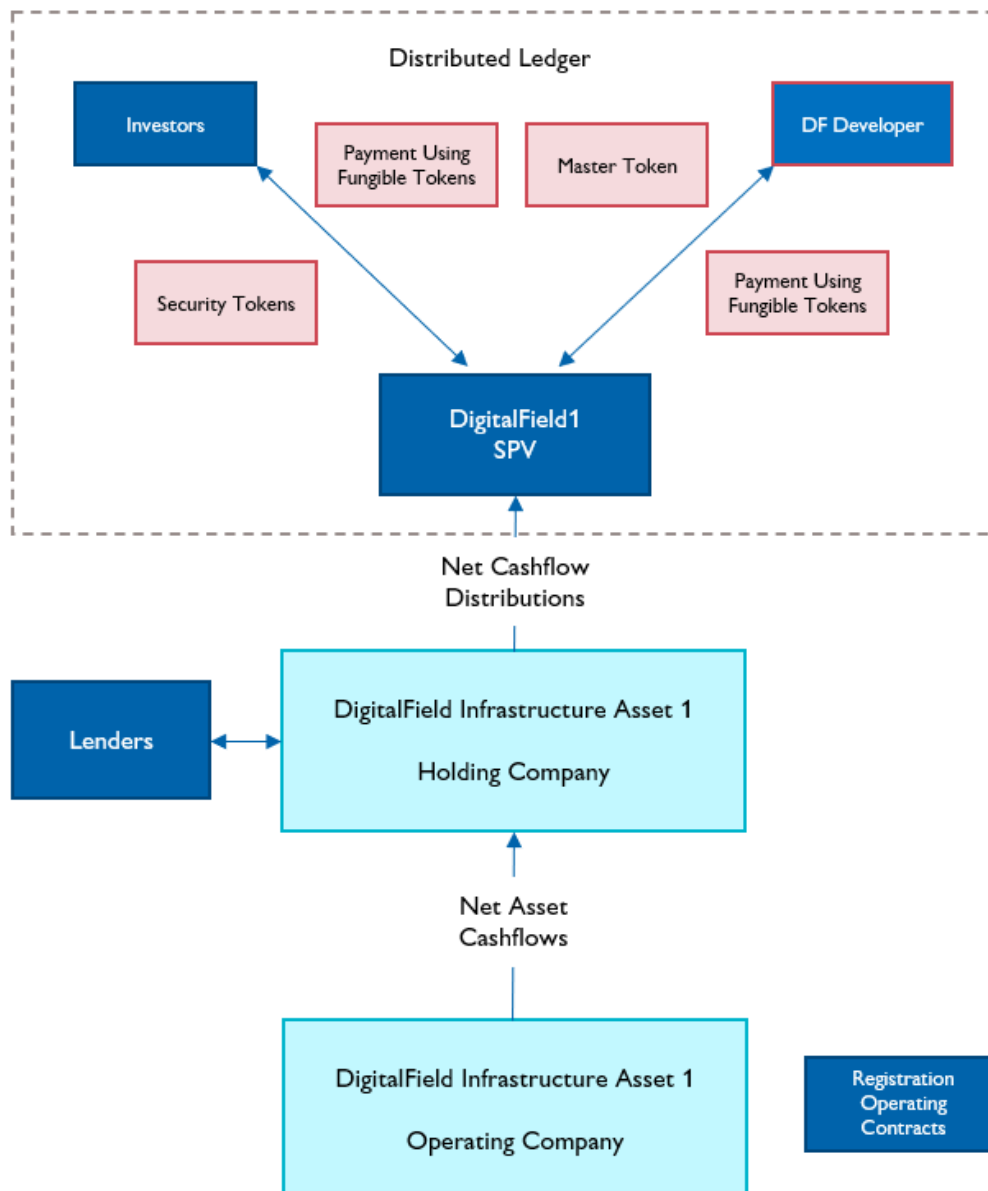 Distributed Ledger
Investors
Payment Using
Fungible Tokens
Master Token
DF Developer
Security Tokens
Payment Using
Fungible Tokens
DigitalField1
SPV
Net Cashflow
Distributions
Lenders
DigitalField Infrastructure Asset 1
Holding Company
Net Asset
Cashflows
DigitalField Infrastructure Asset 1
Operating Company
Registration
Operating
Contracts